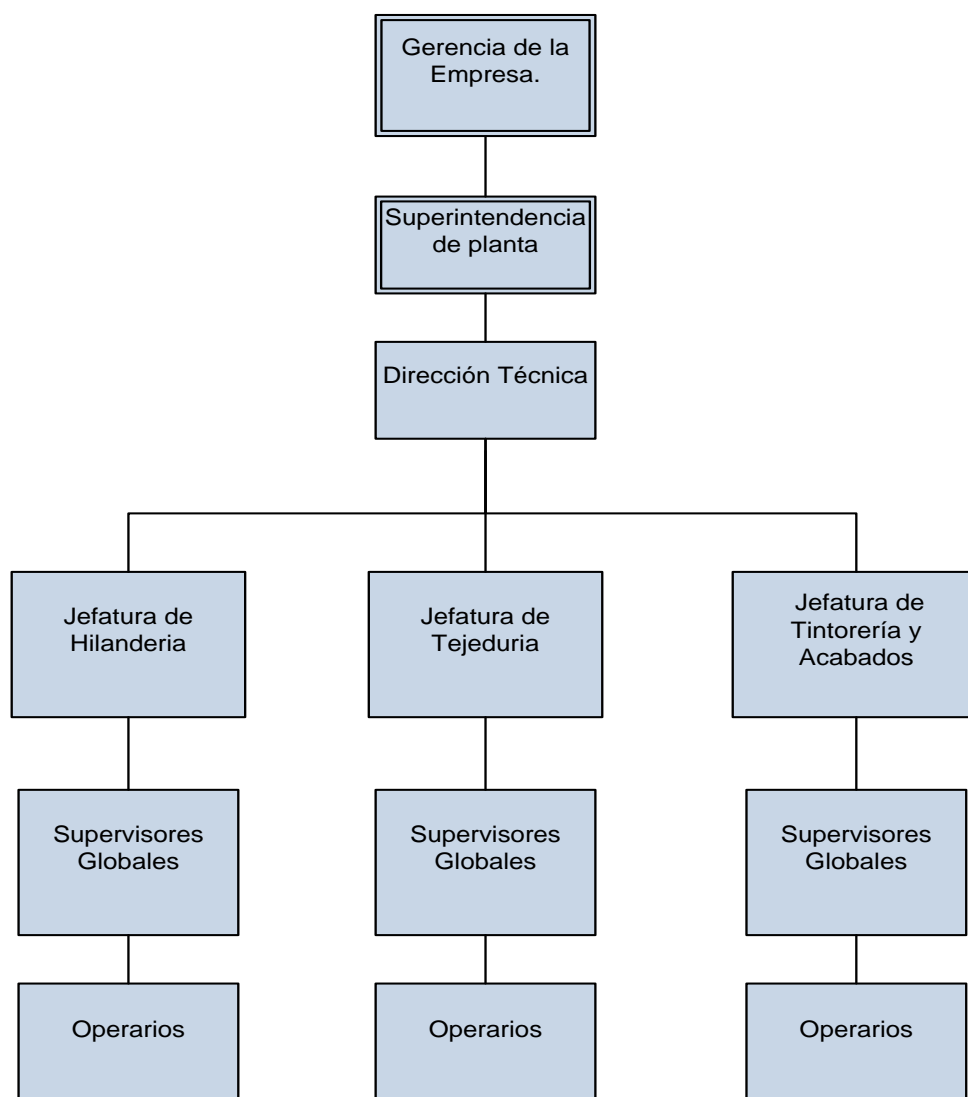 Gerencia de la
Empresa.
Superintendencia
de planta
Dirección Técnica
Jefatura de
Hilanderia
Jefatura de
Tejeduria
Jefatura de
Tintorería y
Acabados
Supervisores
Globales
Supervisores
Globales
Supervisores
Globales
Operarios
Operarios
Operarios